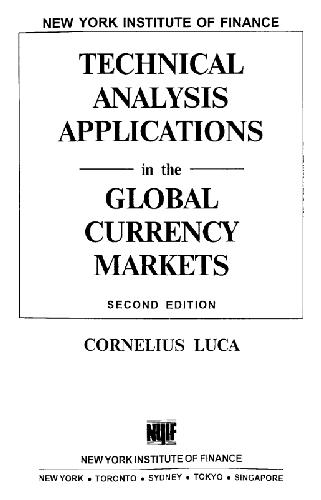 NEW YORK INSTITUTE OF FINANCE
TECHNICAL
ANALYSIS
APPLICATIONS
in the
GLOBAL
CURRENCY
MARKETS
SECOND EDITION
CORNELIUS LUCA
NYIF
NEW YORK INSTITUTE OF FINANCE
NEW YORK • TORONTO • SYDNEY • TOKYO • SINGAPORE